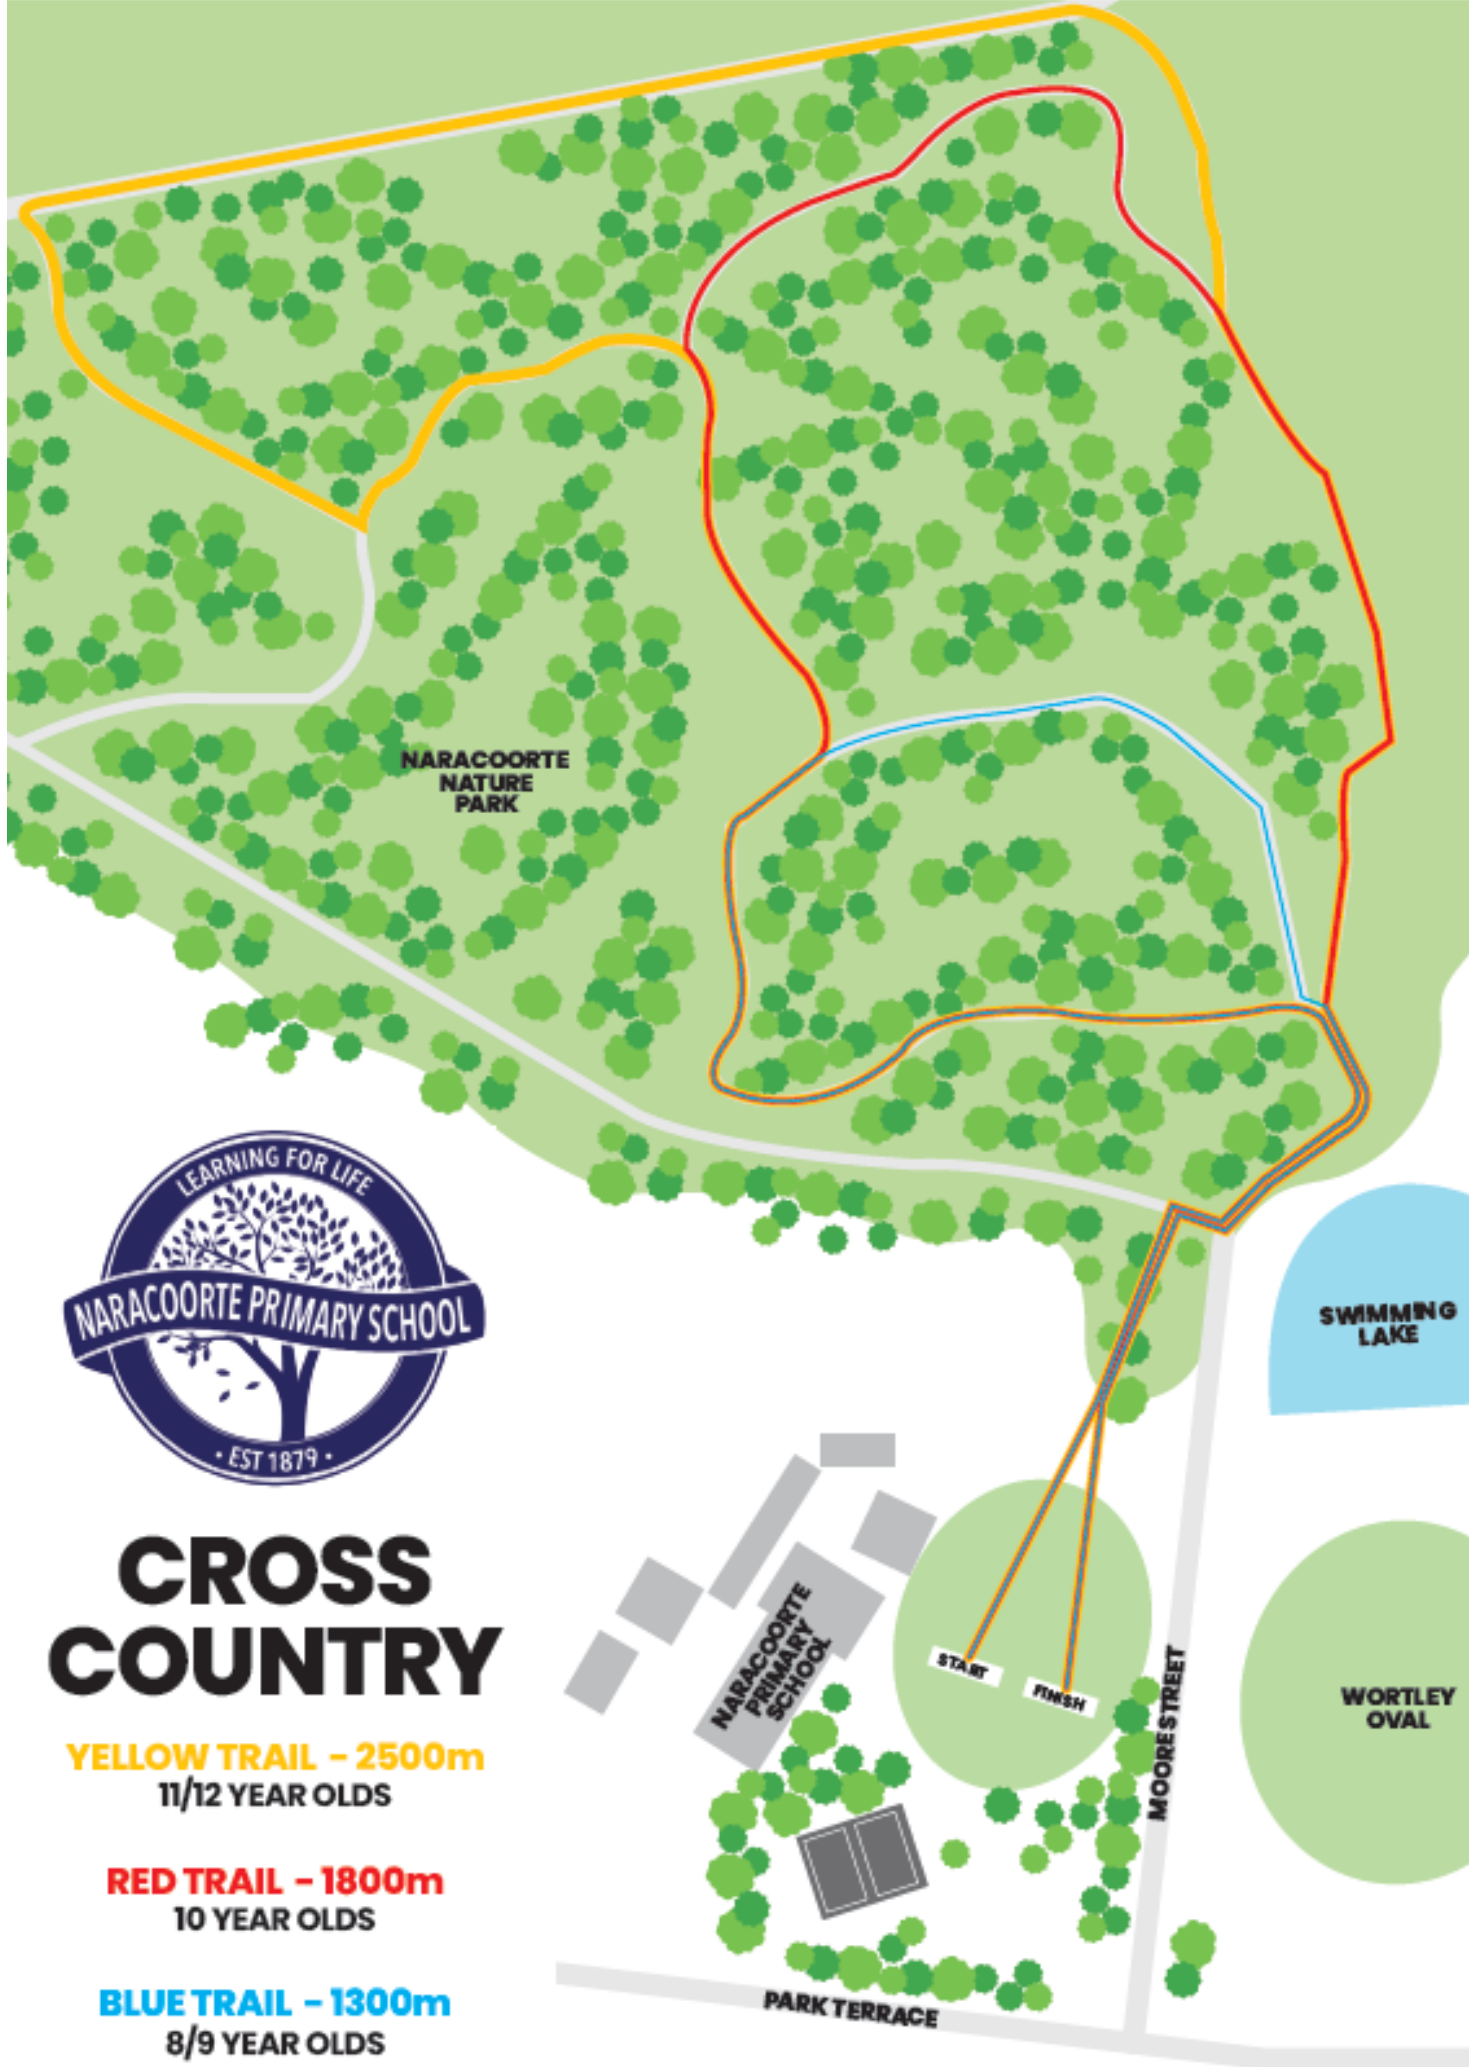 NARACOORTE
NATURE
PARK
LEARNING FOR LIFE
NARACOORTE PRIMARY SCHOOL
• EST 1879 •
SWIMMING
LAKE
CROSS
COUNTRY
YELLOW TRAIL - 2500m
11/12 YEAR OLDS
RED TRAIL - 1800m
10 YEAR OLDS
BLUE TRAIL - 1300m
8/9 YEAR OLDS
NARACOORTE
PRIMARY
SCHOOL
START
FINISH
MOORE STREET
WORTLEY
OVAL
PARK TERRACE